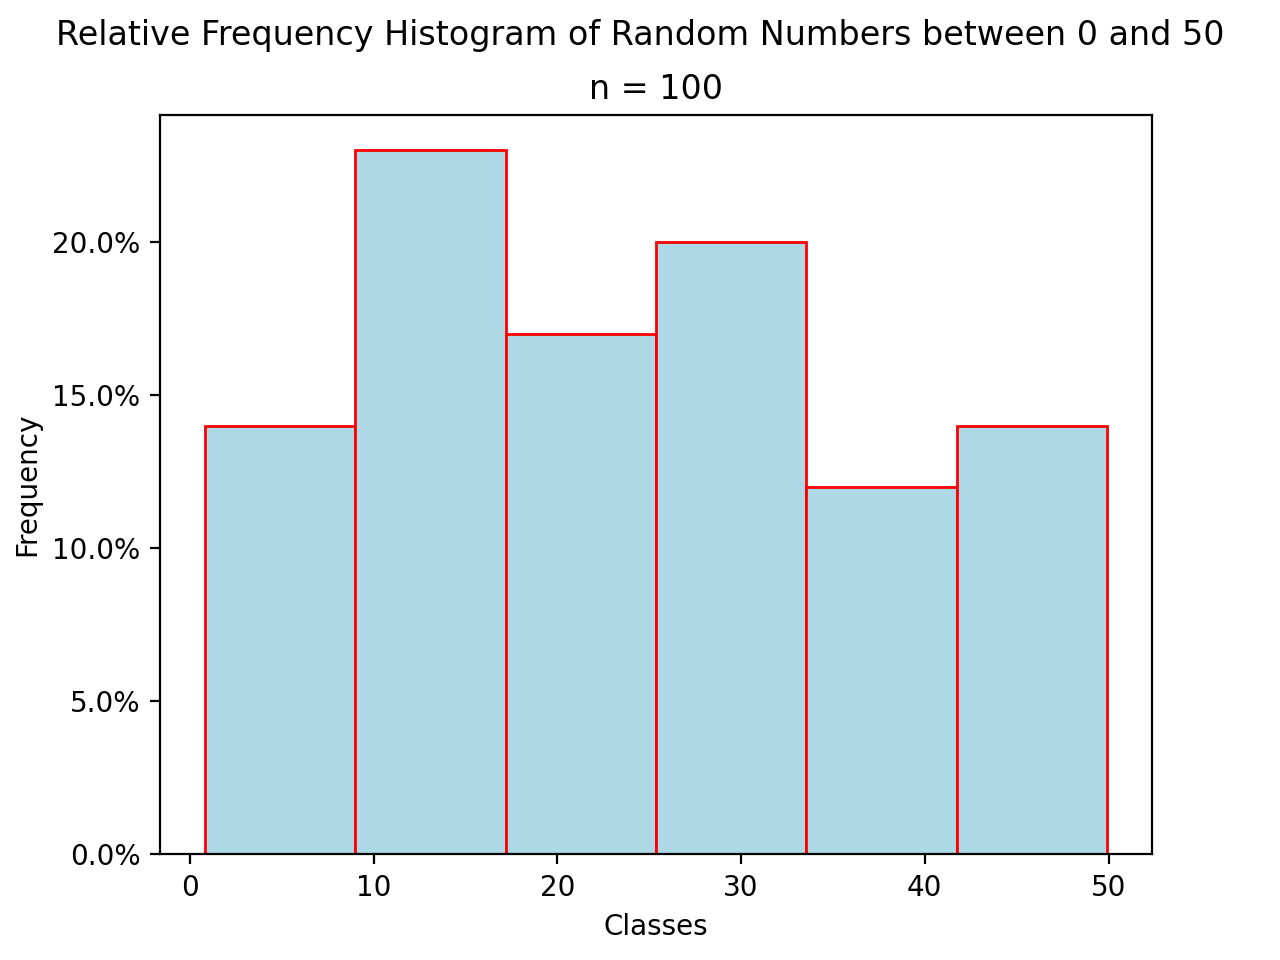 Relative Frequency Histogram of Random Numbers between 0 and 50
n = 100
20.0%
15.0%
10.0%
5.0%
0.0%
Frequency
0 10 20 30 40 50
Classes